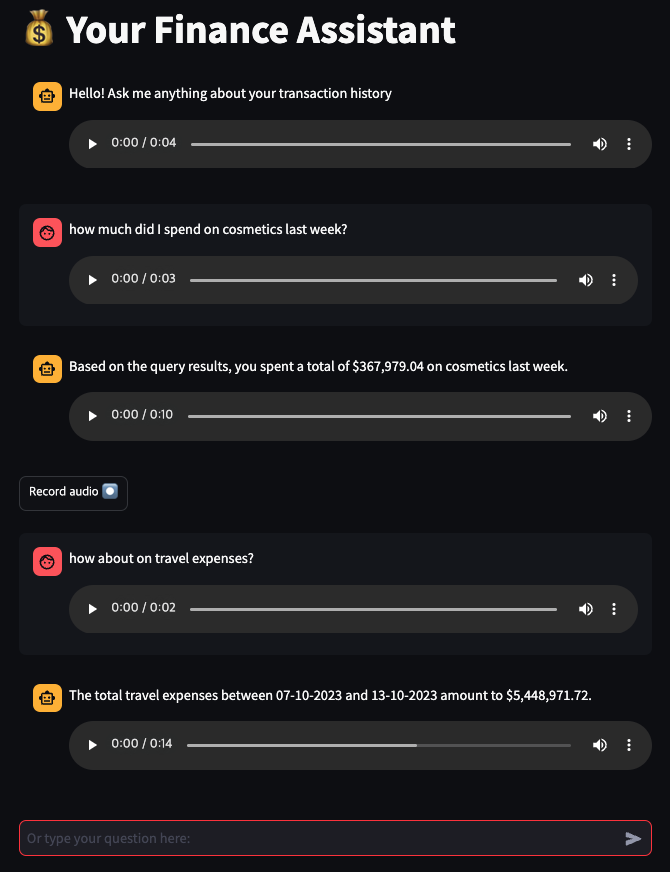 💰 Your Finance Assistant
Hello! Ask me anything about your transaction history
0:00 / 0:04
how much did I spend on cosmetics last week?
0:00 / 0:03
Based on the query results, you spent a total of $367,979.04 on cosmetics last week.
0:00 / 0:10
Record audio ⏺️
how about on travel expenses?
0:00 / 0:02
The total travel expenses between 07-10-2023 and 13-10-2023 amount to $5,448,971.72.
0:00 / 0:14
Or type your question here: